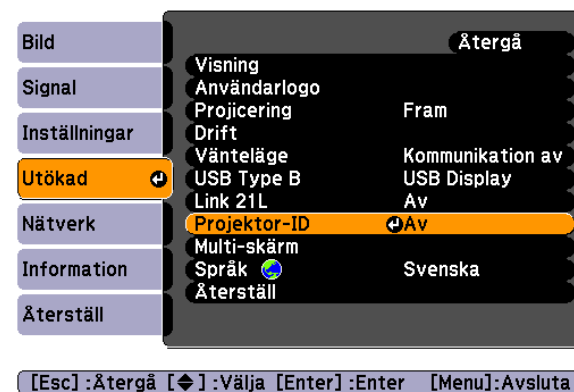 Bild
Signal
Inställningar
Utökad
Nätverk
Information
Återställ
Återgå
Visning
Användarlogo
Projicering Fram
Drift
Vänteläge Kommunikation av
USB Type B USB Display
Link 21L Av
Projektor-ID Av
Multi-skärm
Språk Svenska
Återställ
[Esc] :Återgå [◆] :Välja [Enter] :Enter [Menu]:Avsluta